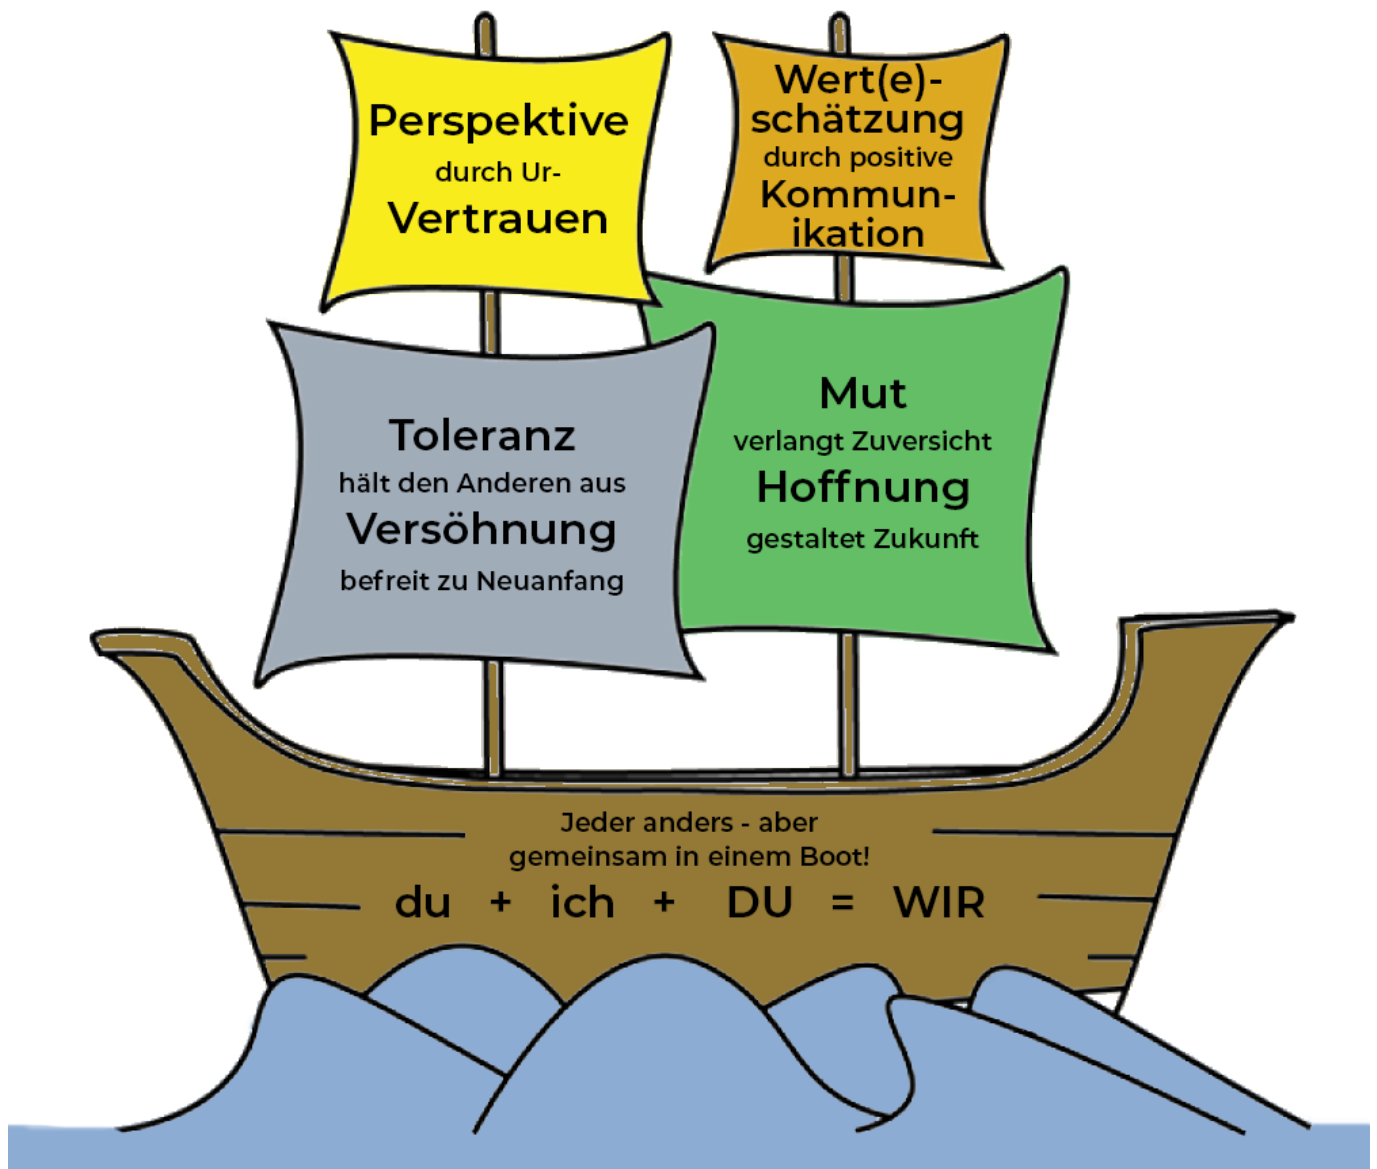 Perspektive
durch Ur-
Vertrauen
Wert(e)-
schätzung
durch positive
Kommun-
ikation
Toleranz
hält den Anderen aus
Versöhnung
befreit zu Neuanfang
Mut
verlangt Zuversicht
Hoffnung
gestaltet Zukunft
Jeder anders - aber
gemeinsam in einem Boot!
du + ich + DU = WIR